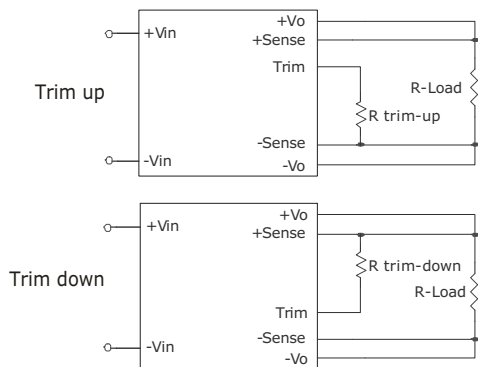 +Vo
+Vin
+Sense
Trim
Trim up
R-Load
R trim-up
-Sense
-Vin
-Vo
+Vo
+Vin
+Sense
R trim-down
Trim down
R-Load
Trim
-Sense
-Vin
-Vo